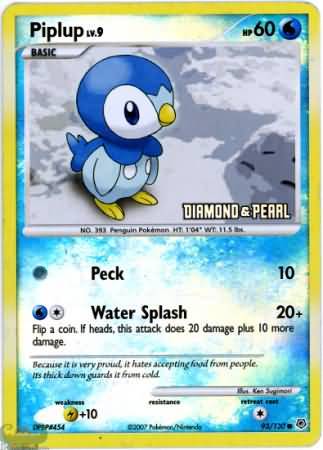 Piplup LV.9
HP 60
BASIC
DIAMOND & PEARL
NO. 393 Penguin Pokémon HT: 1'04" WT: 11.5 lbs.
Peck 10
Water Splash 20+
Flip a coin. If heads, this attack does 20 damage plus 10 more
damage.
Because it is very proud, it hates accepting food from people.
Its thick down guards it from cold.
Illus. Ken Sugimori
weakness resistance retreat cost
+10
DPBP#454 ©2007 Pokémon/Nintendo 93/130